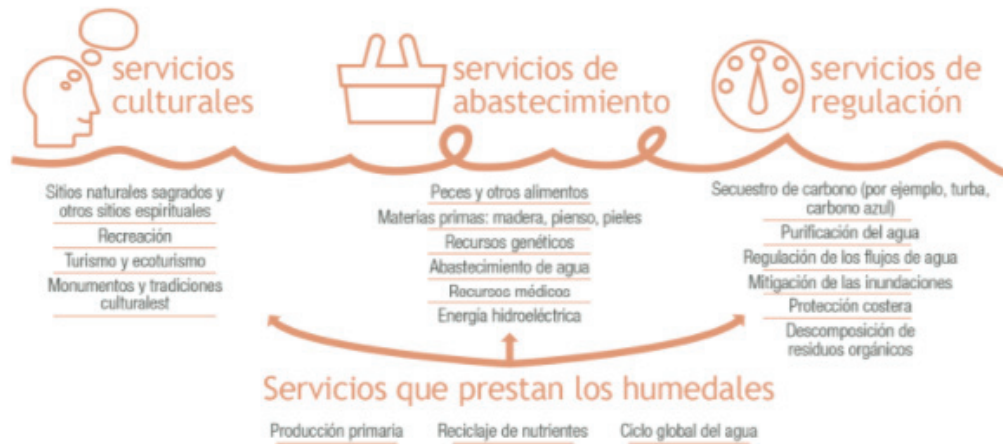 servicios
culturales
servicios de
abastecimiento
servicios de
regulación
Sitios naturales sagrados y
otros sitios espirituales
Recreación
Turismo y ecoturismo
Monumentos y tradiciones
culturalest
Peces y otros alimentos
Materias primas: madera, pienso, pieles
Recursos genéticos
Abastecimiento de agua
Recursos médicos
Energía hidroeléctrica
Secuestro de carbono (por ejemplo, turba,
carbono azul)
Purificación del agua
Regulación de los flujos de agua
Mitigación de las inundaciones
Protección costera
Descomposición de
residuos orgánicos
Servicios que prestan los humedales
Producción primaria
Reciclaje de nutrientes
Ciclo global del agua